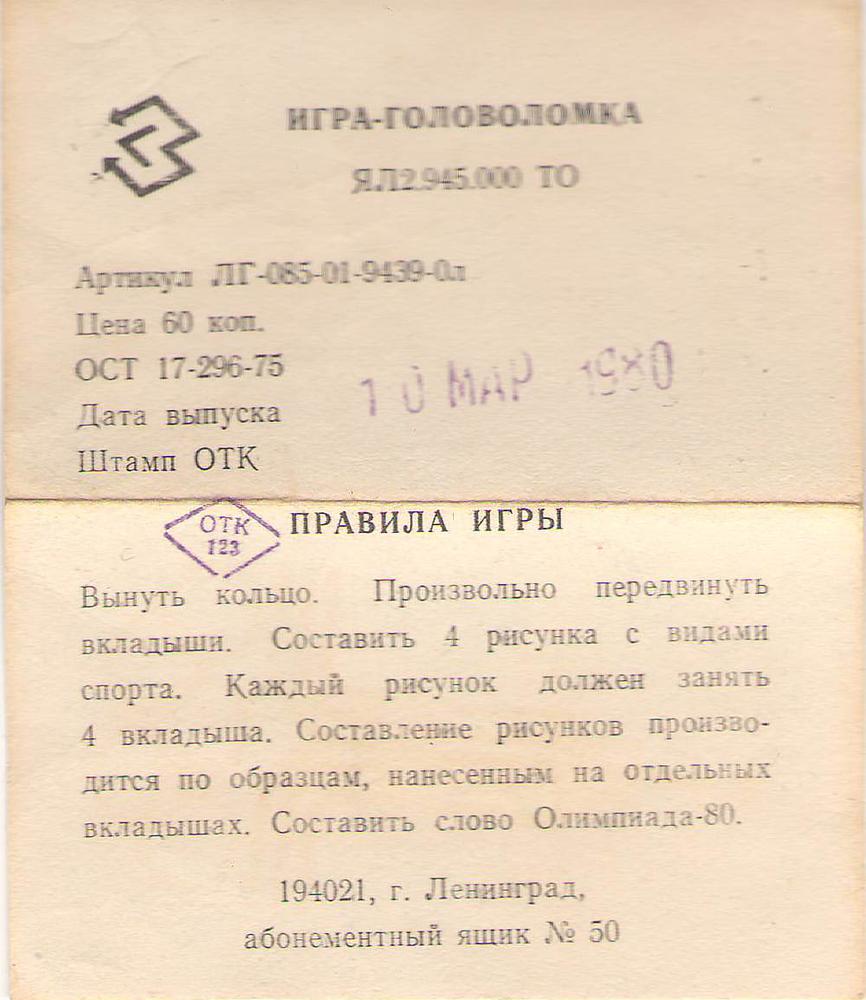 ИГРА-ГОЛОВОЛОМКА
ЯЛ2.945.000 ТО
Артикул ЛГ-085-01-9439-0л
Цена 60 коп.
ОСТ 17-296-75
Дата выпуска
10 МАР 1980
Штамп ОТК
ОТК
123
ПРАВИЛА ИГРЫ
Вынуть кольцо. Произвольно передвинуть
вкладыши. Составить 4 рисунка с видами
спорта. Каждый рисунок должен занять
4 вкладыша. Составление рисунков произво-
дится по образцам, нанесенным на отдельных
вкладышах. Составить слово Олимпиада-80.
194021, г. Ленинград,
абонементный ящик № 50